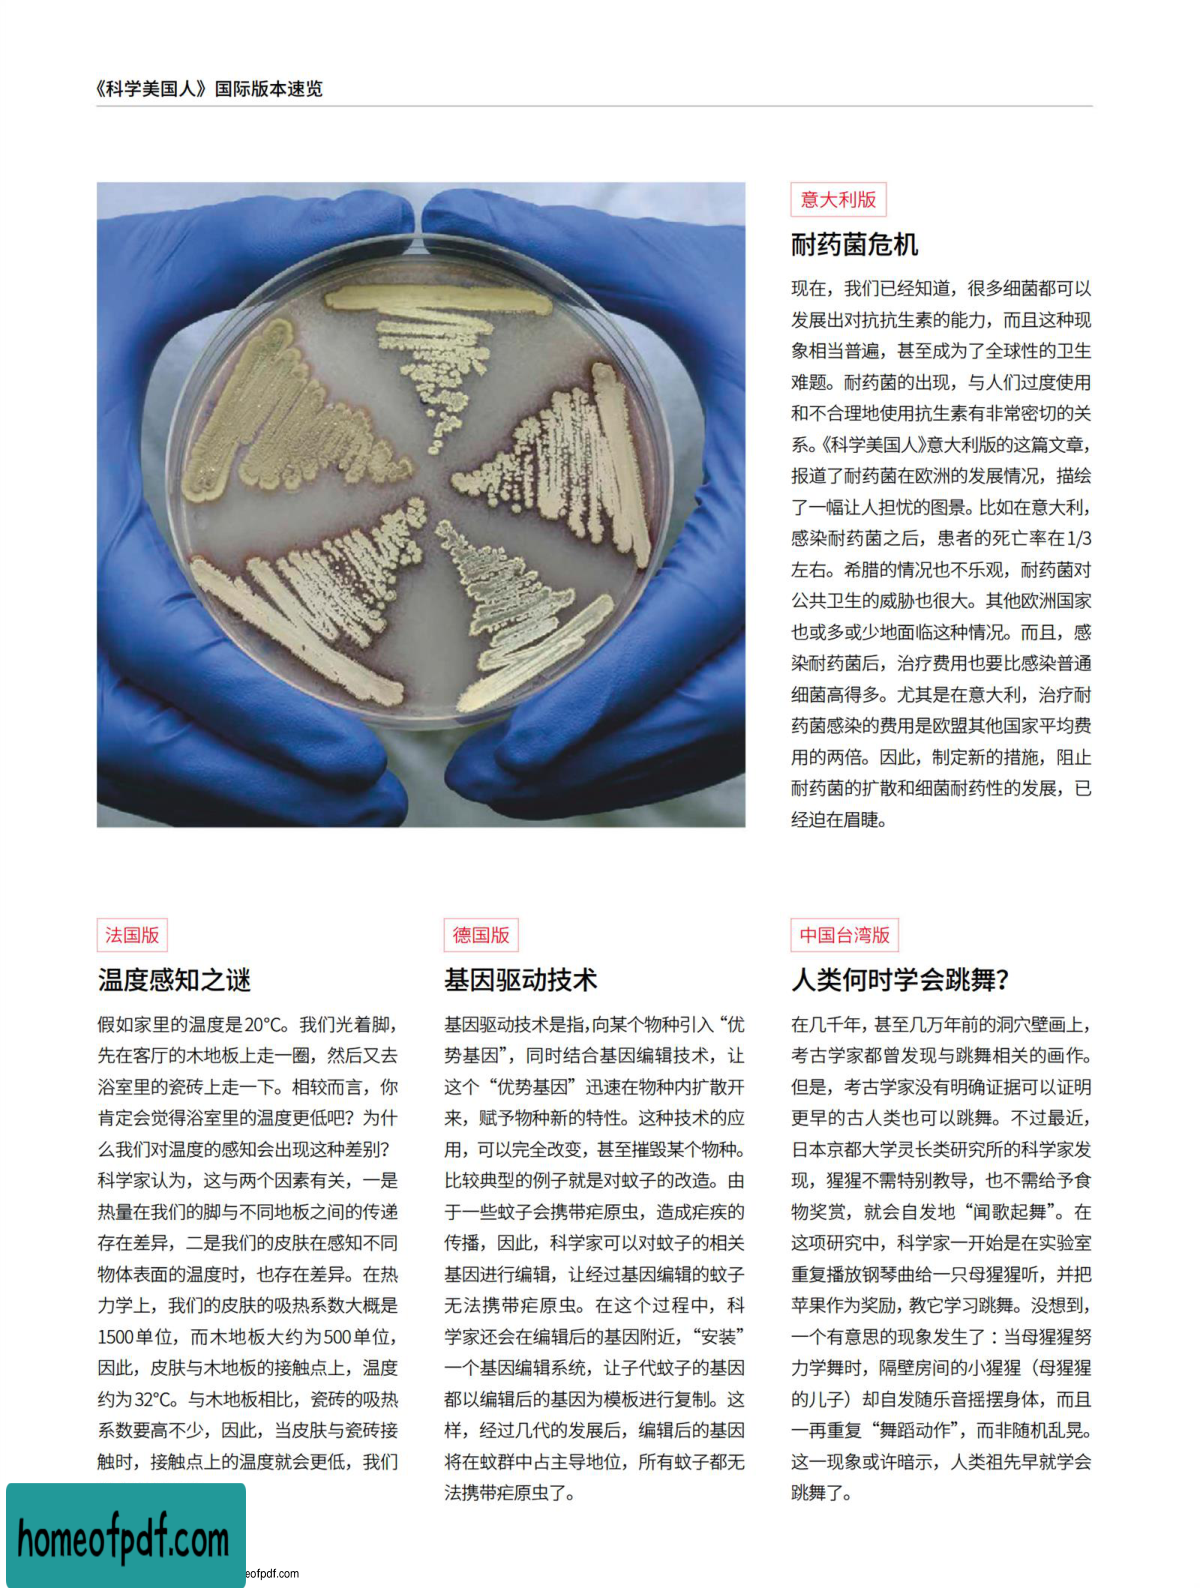 《科学美国人》国际版本速览
意大利版
耐药菌危机
现在，我们已经知道，很多细菌都可以
发展出对抗抗生素的能力，而且这种现
象相当普遍，甚至成为了全球性的卫生
难题。耐药菌的出现，与人们过度使用
和不合理地使用抗生素有非常密切的关
系。《科学美国人》意大利版的这篇文章，
报道了耐药菌在欧洲的发展情况，描绘
了一幅让人担忧的图景。比如在意大利，
感染耐药菌之后，患者的死亡率在1/3
左右。希腊的情况也不乐观，耐药菌对
公共卫生的威胁也很大。其他欧洲国家
也或多或少地面临这种情况。而且，感
染耐药菌后，治疗费用也要比感染普通
细菌高得多。尤其是在意大利，治疗耐
药菌感染的费用是欧盟其他国家平均费
用的两倍。因此，制定新的措施，阻止
耐药菌的扩散和细菌耐药性的发展，已
经迫在眉睫。
法国版
温度感知之谜
假如家里的温度是20°C。我们光着脚，
先在客厅的木地板上走一圈，然后又去
浴室里的瓷砖上走一下。相较而言，你
肯定会觉得浴室里的温度更低吧？为什
么我们对温度的感知会出现这种差别？
科学家认为，这与两个因素有关，一是
热量在我们的脚与不同地板之间的传递
存在差异，二是我们的皮肤在感知不同
物体表面的温度时，也存在差异。在热
力学上，我们的皮肤的吸热系数大概是
1500单位，而木地板大约为500单位，
因此，皮肤与木地板的接触点上，温度
约为32°C。与木地板相比，瓷砖的吸热
系数要高不少，因此，当皮肤与瓷砖接
触时，接触点上的温度就会更低，我们
德国版
基因驱动技术
基因驱动技术是指，向某个物种引入“优
势基因”，同时结合基因编辑技术，让
这个“优势基因”迅速在物种内扩散开
来，赋予物种新的特性。这种技术的应
用，可以完全改变，甚至摧毁某个物种。
比较典型的例子就是对蚊子的改造。由
于一些蚊子会携带疟原虫，造成疟疾的
传播，因此，科学家可以对蚊子的相关
基因进行编辑，让经过基因编辑的蚊子
无法携带疟原虫。在这个过程中，科
学家还会在编辑后的基因附近，“安装”
一个基因编辑系统，让子代蚊子的基因
都以编辑后的基因为模板进行复制。这
样，经过几代的发展后，编辑后的基因
将在蚊群中占主导地位，所有蚊子都无
法携带疟原虫了。
中国台湾版
人类何时学会跳舞？
在几千年，甚至几万年前的洞穴壁画上，
考古学家都曾发现与跳舞相关的画作。
但是，考古学家没有明确证据可以证明
更早的古人类也可以跳舞。不过最近，
日本京都大学灵长类研究所的科学家发
现，猩猩不需特别教导，也不需给予食
物奖赏，就会自发地“闻歌起舞”。在
这项研究中，科学家一开始是在实验室
重复播放钢琴曲给一只母猩猩听，并把
苹果作为奖励，教它学习跳舞。没想到，
一个有意思的现象发生了：当母猩猩努
力学舞时，隔壁房间的小猩猩（母猩猩
的儿子）却自发随乐音摇摆身体，而且
一再重复“舞蹈动作”，而非随机乱晃。
这一现象或许暗示，人类祖先早就学会
跳舞了。
homeofpdf.com
eofpdf.com